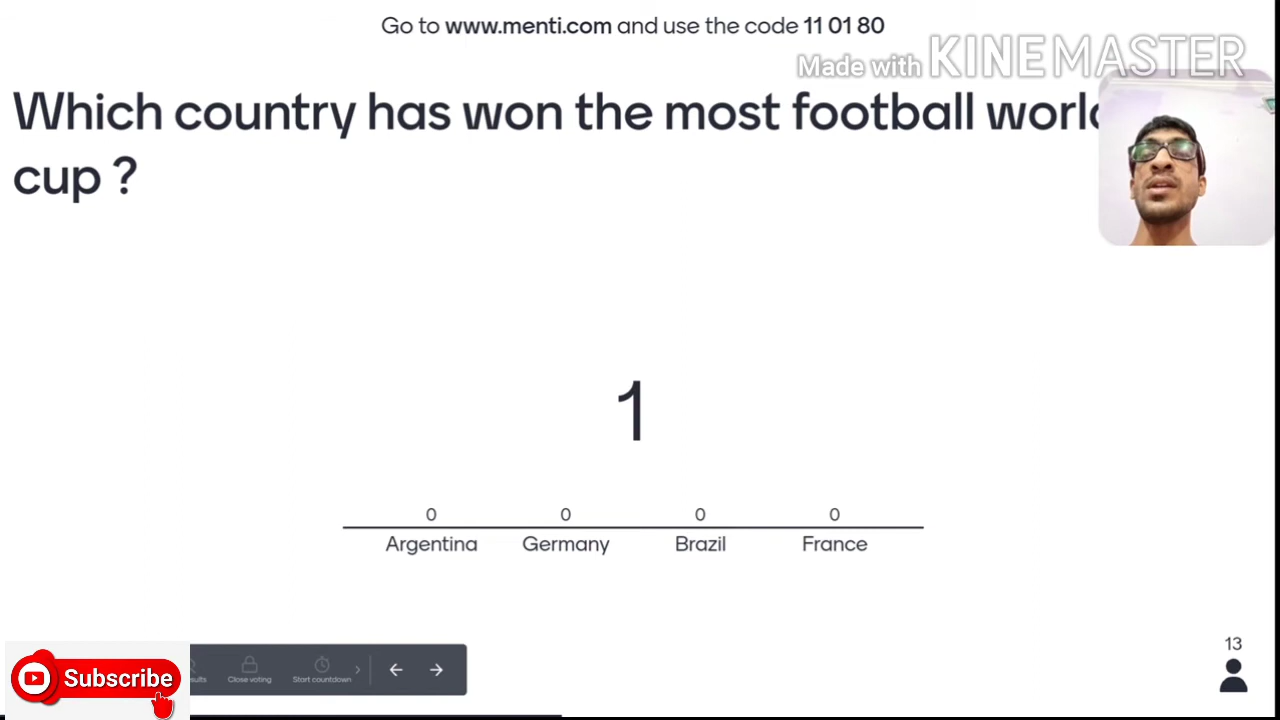 Go to www.menti.com and use the code 11 01 80
Made with KINEMASTER
Which country has won the most football world
cup ?
1
0 0 0 0
Argentina Germany Brazil France
13
Close voting Start countdown
Subscribe